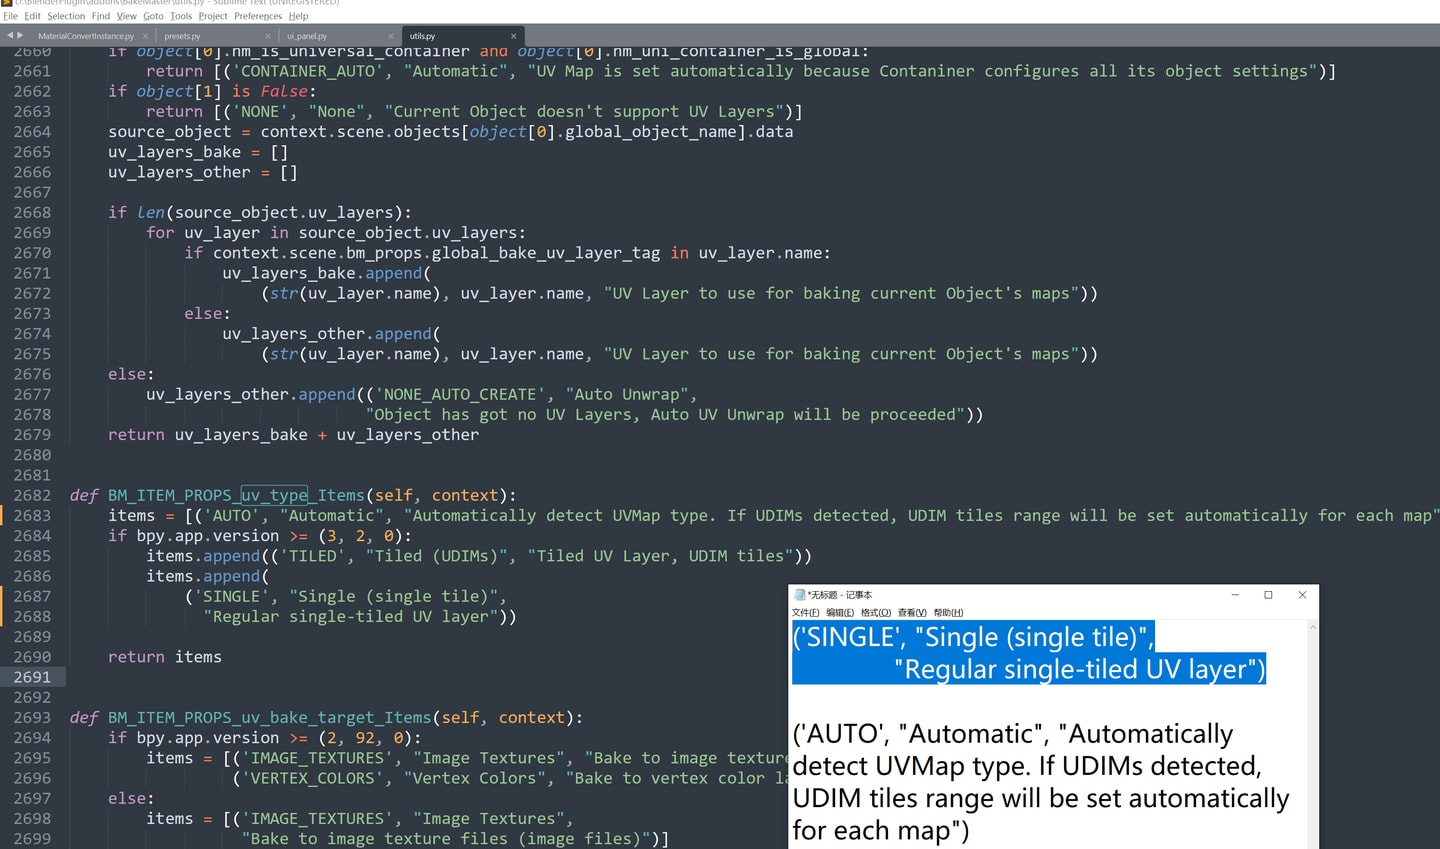 D:\BlenderPlugin\addons\BakeMaster\utils.py - Sublime Text (UNREGISTERED)
File Edit Selection Find View Goto Tools Project Preferences Help
MaterialConvertInstance.py × presets.py × ui_panel.py × utils.py ×
2660 if object[0].nm_is_universal_container and object[0].nm_uni_container_is_global:
2661 return [('CONTAINER_AUTO', "Automatic", "UV Map is set automatically because Contaniner configures all its object settings")]
2662 if object[1] is False:
2663 return [('NONE', "None", "Current Object doesn't support UV Layers")]
2664 source_object = context.scene.objects[object[0].global_object_name].data
2665 uv_layers_bake = []
2666 uv_layers_other = []
2667
2668 if len(source_object.uv_layers):
2669 for uv_layer in source_object.uv_layers:
2670 if context.scene.bm_props.global_bake_uv_layer_tag in uv_layer.name:
2671 uv_layers_bake.append(
2672 (str(uv_layer.name), uv_layer.name, "UV Layer to use for baking current Object's maps"))
2673 else:
2674 uv_layers_other.append(
2675 (str(uv_layer.name), uv_layer.name, "UV Layer to use for baking current Object's maps"))
2676 else:
2677 uv_layers_other.append(('NONE_AUTO_CREATE', "Auto Unwrap",
2678 "Object has got no UV Layers, Auto UV Unwrap will be proceeded"))
2679 return uv_layers_bake + uv_layers_other
2680
2681
2682 def BM_ITEM_PROPS_uv_type_Items(self, context):
2683 items = [('AUTO', "Automatic", "Automatically detect UVMap type. If UDIMs detected, UDIM tiles range will be set automatically for each map"
2684 if bpy.app.version >= (3, 2, 0):
2685 items.append(('TILED', "Tiled (UDIMs)", "Tiled UV Layer, UDIM tiles"))
2686 items.append(
2687 ('SINGLE', "Single (single tile)",
2688 "Regular single-tiled UV layer"))
2689
2690 return items
2691
2692
2693 def BM_ITEM_PROPS_uv_bake_target_Items(self, context):
2694 if bpy.app.version >= (2, 92, 0):
2695 items = [('IMAGE_TEXTURES', "Image Textures", "Bake to image texture
2696 ('VERTEX_COLORS', "Vertex Colors", "Bake to vertex color la
2697 else:
2698 items = [('IMAGE_TEXTURES', "Image Textures",
2699 "Bake to image texture files (image files)")]
*无标题 - 记事本
文件(F) 编辑(E) 格式(O) 查看(V) 帮助(H)
('SINGLE', "Single (single tile)",
"Regular single-tiled UV layer")
('AUTO', "Automatic", "Automatically
detect UVMap type. If UDIMs detected,
UDIM tiles range will be set automatically
for each map")